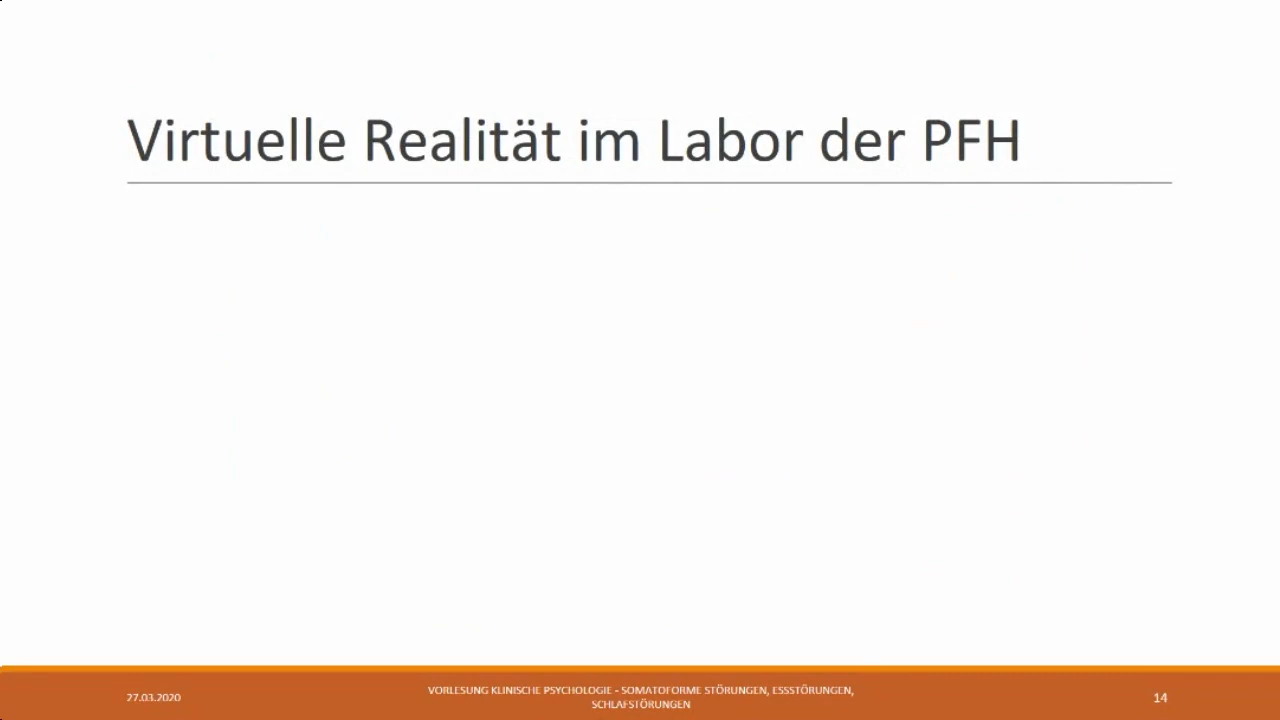 Virtuelle Realität im Labor der PFH
27.03.2020
VORLESUNG KLINISCHE PSYCHOLOGIE - SOMATOFORME STÖRUNGEN, ESSSTÖRUNGEN,
SCHLAFSTÖRUNGEN
14